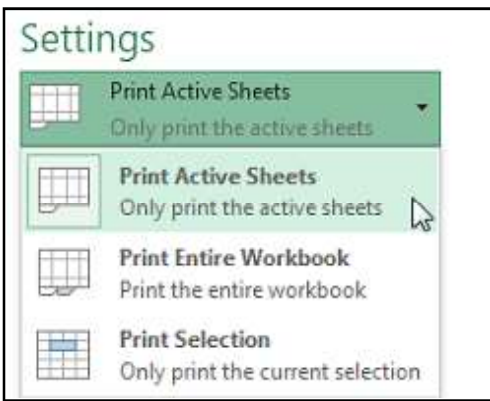 Settings
Print Active Sheets
Only print the active sheets
Print Active Sheets
Only print the active sheets
Print Entire Workbook
Print the entire workbook
Print Selection
Only print the current selection